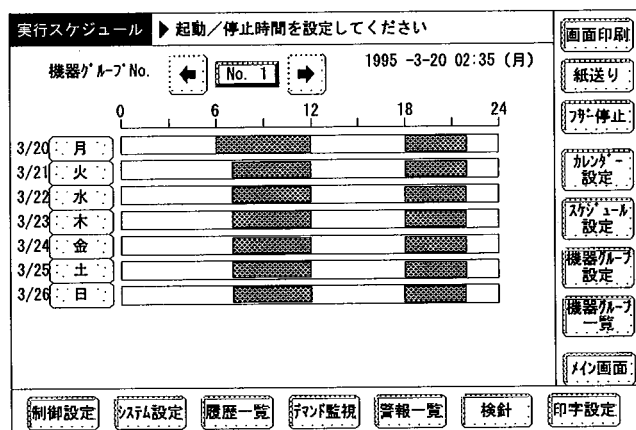 実行スケジュール ▶ 起動／停止時間を設定してください
機器ｸﾞﾙｰﾌﾟNo. ← No. 1 → 1995 -3-20 02:35 (月)
0 6 12 18 24
3/20 月
3/21 火
3/22 水
3/23 木
3/24 金
3/25 土
3/26 日
画面印刷
紙送り
ﾌﾞｻﾞｰ停止
ｶﾚﾝﾀﾞｰ
設定
ｽｹｼﾞｭｰﾙ
設定
機器ｸﾞﾙｰﾌﾟ
設定
機器ｸﾞﾙｰﾌﾟ
一覧
ﾒｲﾝ画面
制御設定 ｼｽﾃﾑ設定 履歴一覧 ﾃﾞﾏﾝﾄﾞ監視 警報一覧 検針 印字設定